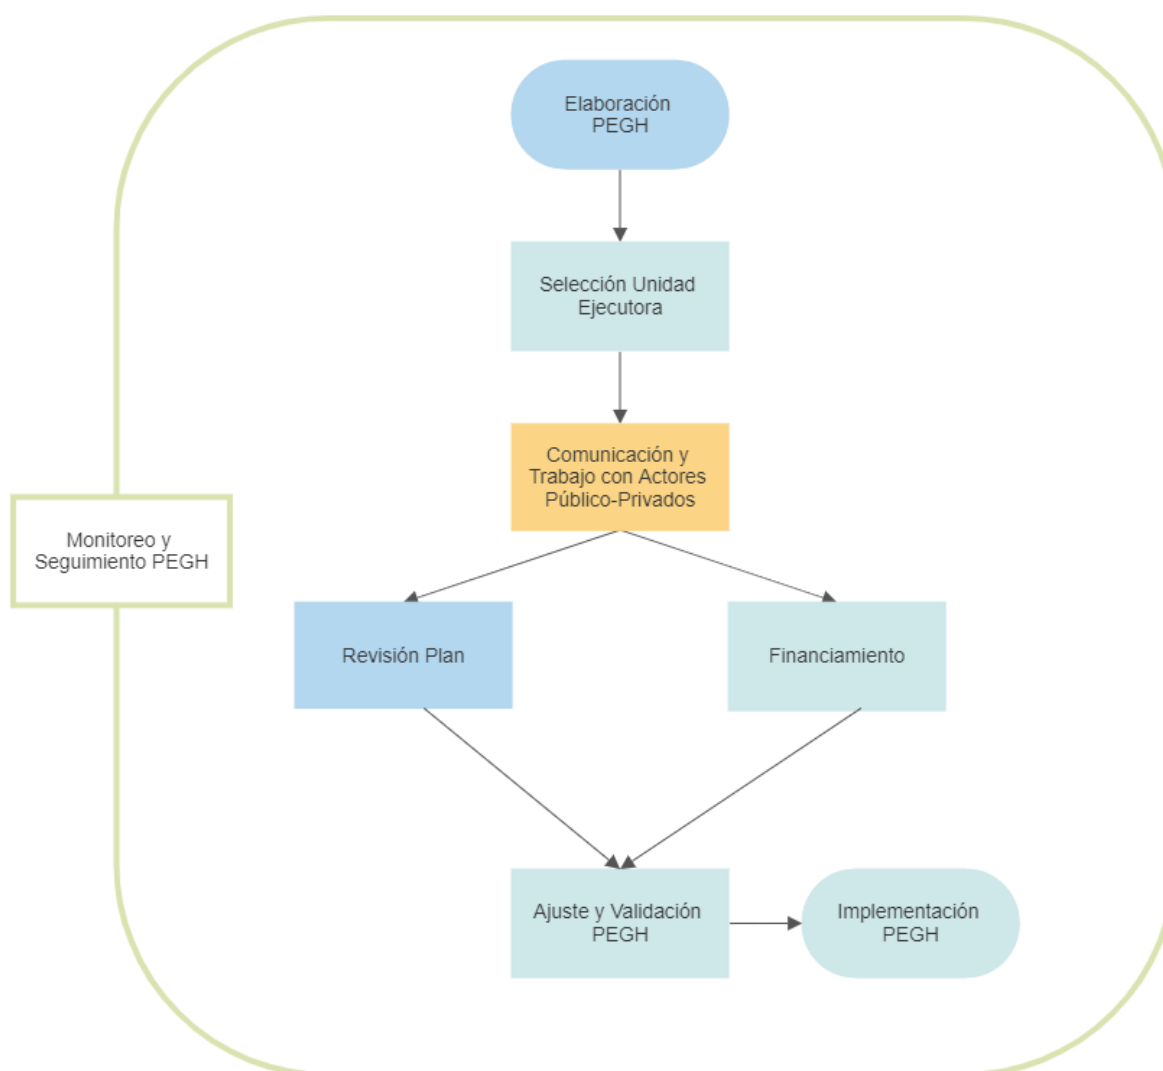 Elaboración
PEGH
Selección Unidad
Ejecutora
Comunicación y
Trabajo con Actores
Público-Privados
Monitoreo y
Seguimiento PEGH
Revisión Plan
Financiamiento
Ajuste y Validación
PEGH
Implementación
PEGH